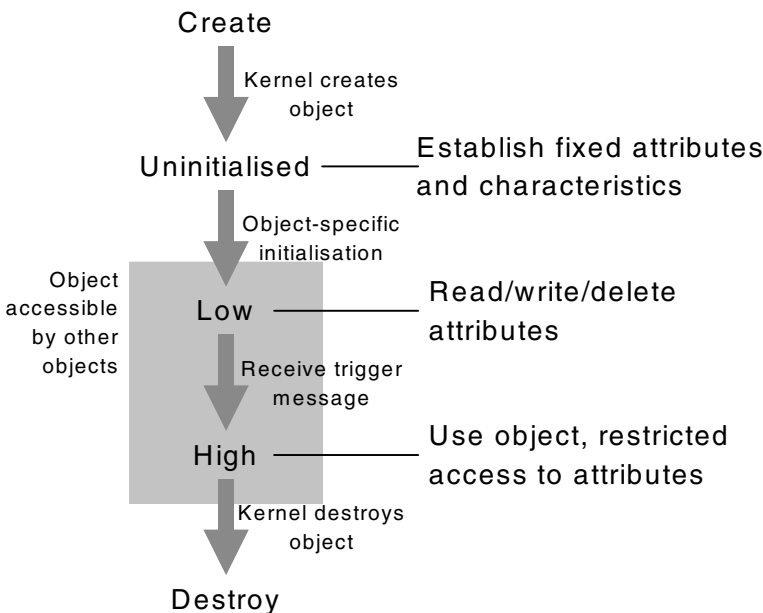 Create
Kernel creates
object
Uninitialised
Establish fixed attributes
and characteristics
Object-specific
initialisation
Object
accessible
by other
objects
Low
Read/write/delete
attributes
Receive trigger
message
High
Use object, restricted
access to attributes
Kernel destroys
object
Destroy